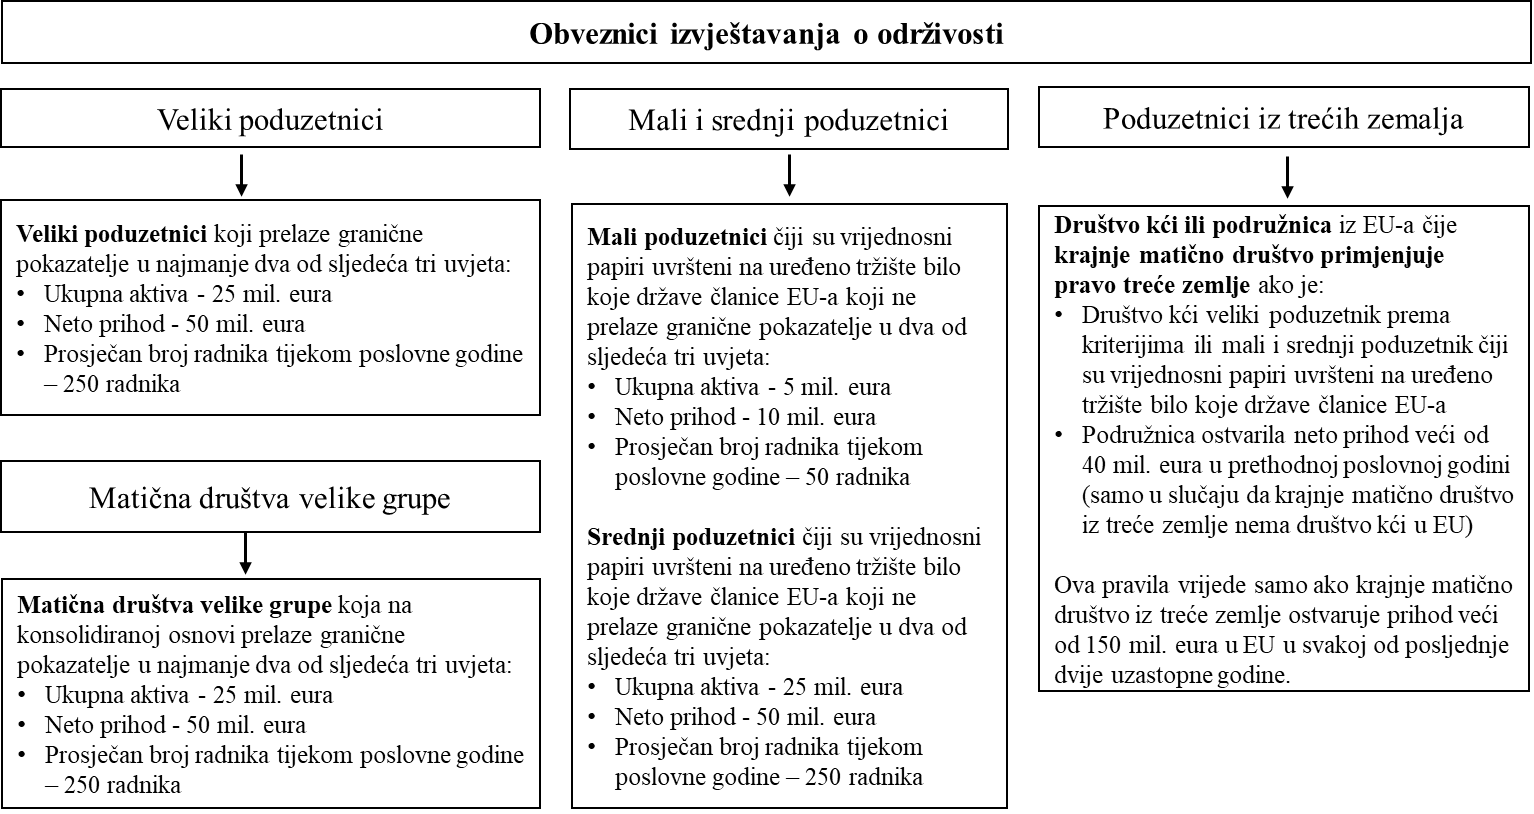 Obveznici izvještavanja o održivosti
Veliki poduzetnici
Veliki poduzetnici koji prelaze granične
pokazatelje u najmanje dva od sljedeća tri uvjeta:
• Ukupna aktiva - 25 mil. eura
• Neto prihod - 50 mil. eura
• Prosječan broj radnika tijekom poslovne godine
– 250 radnika
Matična društva velike grupe
Matična društva velike grupe koja na
konsolidiranoj osnovi prelaze granične
pokazatelje u najmanje dva od sljedeća tri uvjeta:
• Ukupna aktiva - 25 mil. eura
• Neto prihod - 50 mil. eura
• Prosječan broj radnika tijekom poslovne godine
– 250 radnika
Mali i srednji poduzetnici
Mali poduzetnici čiji su vrijednosni
papiri uvršteni na uređeno tržište bilo
koje države članice EU-a koji ne
prelaze granične pokazatelje u dva od
sljedeća tri uvjeta:
• Ukupna aktiva - 5 mil. eura
• Neto prihod - 10 mil. eura
• Prosječan broj radnika tijekom
poslovne godine – 50 radnika
Srednji poduzetnici čiji su vrijednosni
papiri uvršteni na uređeno tržište bilo
koje države članice EU-a koji ne
prelaze granične pokazatelje u dva od
sljedeća tri uvjeta:
• Ukupna aktiva - 25 mil. eura
• Neto prihod - 50 mil. eura
• Prosječan broj radnika tijekom
poslovne godine – 250 radnika
Poduzetnici iz trećih zemalja
Društvo kći ili podružnica iz EU-a čije
krajnje matično društvo primjenjuje
pravo treće zemlje ako je:
• Društvo kći veliki poduzetnik prema
kriterijima ili mali i srednji poduzetnik čiji
su vrijednosni papiri uvršteni na uređeno
tržište bilo koje države članice EU-a
• Podružnica ostvarila neto prihod veći od
40 mil. eura u prethodnoj poslovnoj godini
(samo u slučaju da krajnje matično društvo
iz treće zemlje nema društvo kći u EU)
Ova pravila vrijede samo ako krajnje matično
društvo iz treće zemlje ostvaruje prihod veći
od 150 mil. eura u EU u svakoj od posljednje
dvije uzastopne godine.